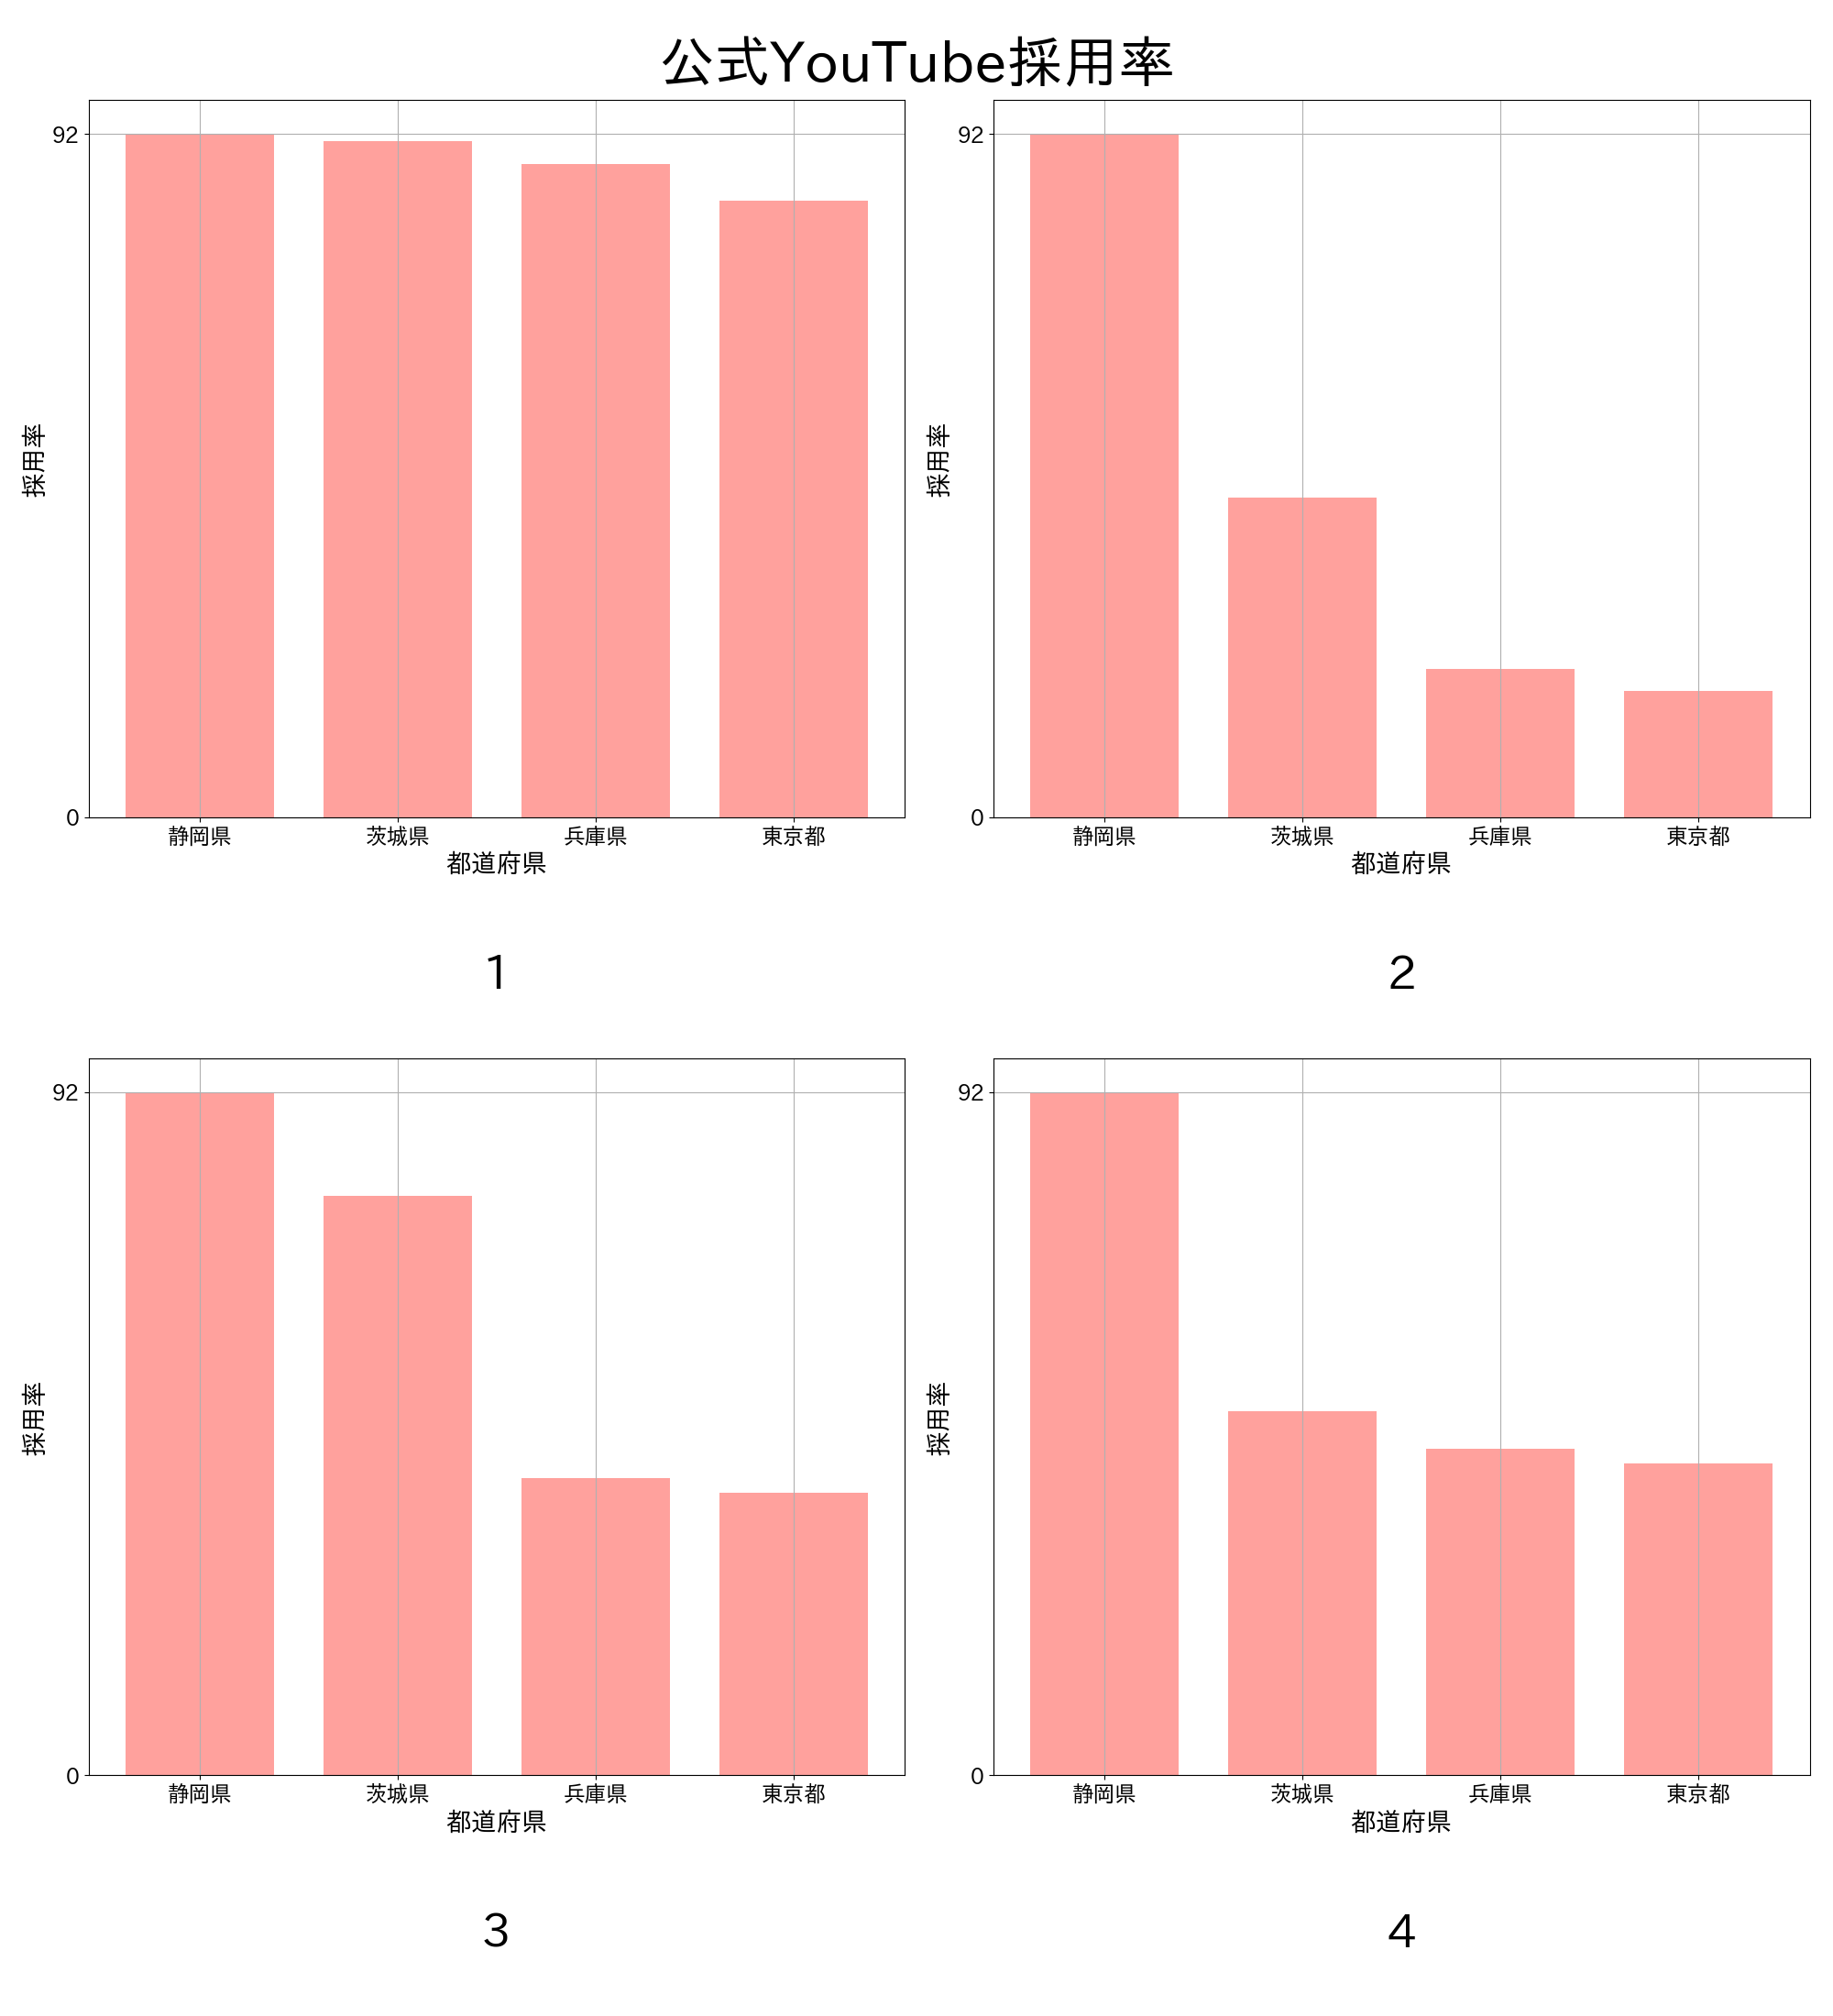 公式YouTube採用率
92
採用率
0
静岡県 茨城県 兵庫県 東京都
都道府県
1
92
採用率
0
静岡県 茨城県 兵庫県 東京都
都道府県
2
92
採用率
0
静岡県 茨城県 兵庫県 東京都
都道府県
3
92
採用率
0
静岡県 茨城県 兵庫県 東京都
都道府県
4